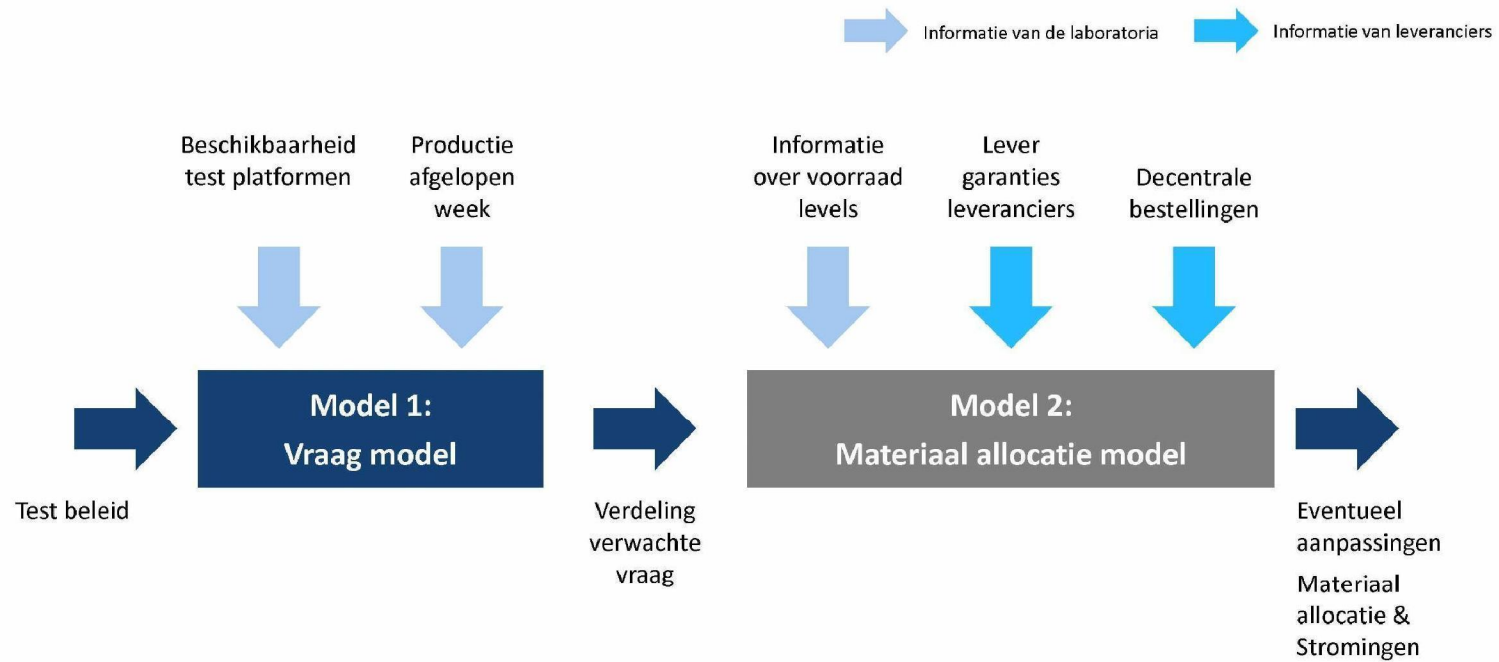 Informatie van de laboratoria
Informatie van leveranciers
Beschikbaarheid
test platformen
Productie
afgelopen
week
Informatie
over voorraad
levels
Lever
garanties
leveranciers
Decentrale
bestellingen
Model 1:
Vraag model
Model 2:
Materiaal allocatie model
Test beleid
Verdeling
verwachte
vraag
Eventueel
aanpassingen
Materiaal
allocatie &
Stromingen